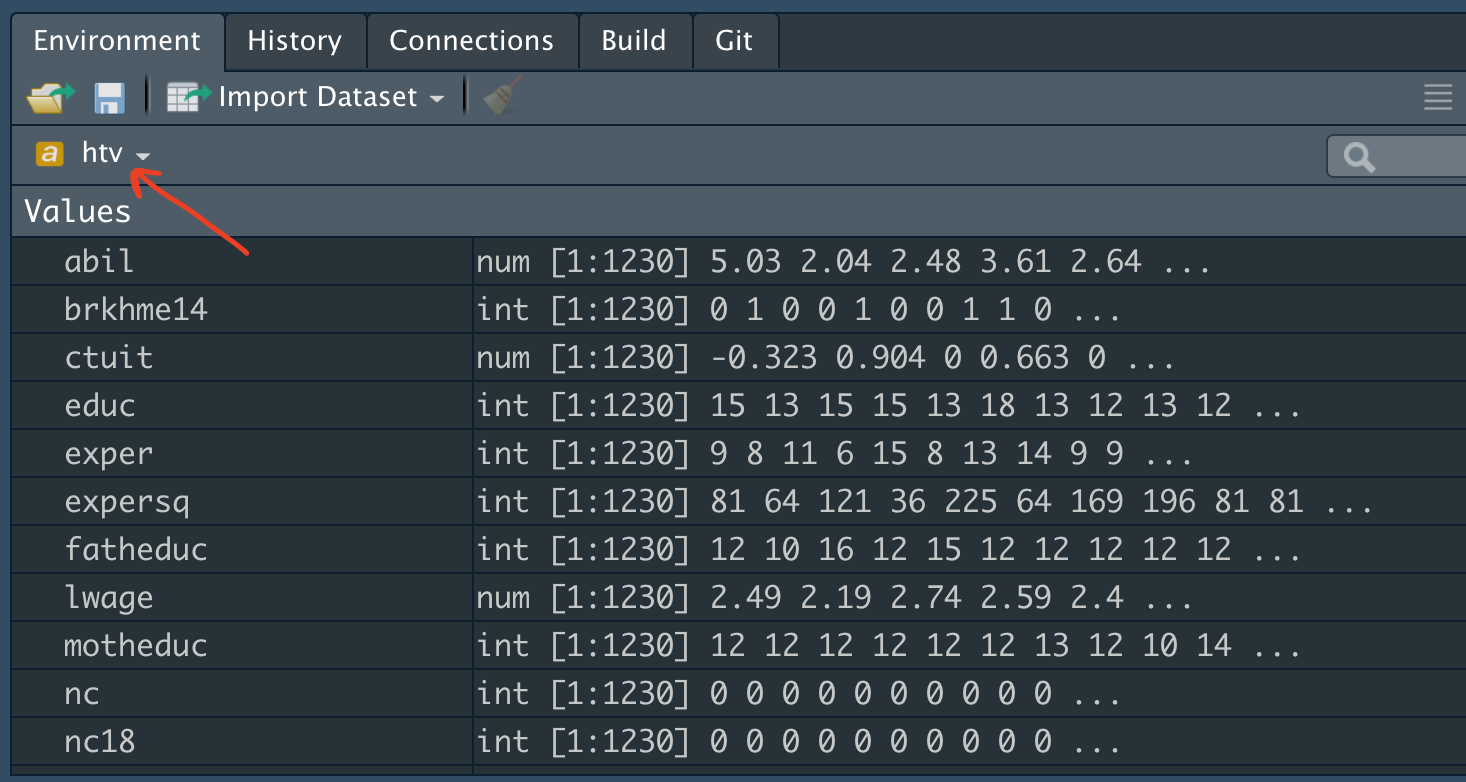 Environment History Connections Build Git
Import Dataset
a htv
Values
abil num [1:1230] 5.03 2.04 2.48 3.61 2.64 ...
brkhme14 int [1:1230] 0 1 0 0 1 0 0 1 1 0 ...
ctuit num [1:1230] -0.323 0.904 0 0.663 0 ...
educ int [1:1230] 15 13 15 15 13 18 13 12 13 12 ...
exper int [1:1230] 9 8 11 6 15 8 13 14 9 9 ...
expersq int [1:1230] 81 64 121 36 225 64 169 196 81 81 ...
fatheduc int [1:1230] 12 10 16 12 15 12 12 12 12 12 ...
lwage num [1:1230] 2.49 2.19 2.74 2.59 2.4 ...
motheduc int [1:1230] 12 12 12 12 12 12 13 12 10 14 ...
nc int [1:1230] 0 0 0 0 0 0 0 0 0 0 ...
nc18 int [1:1230] 0 0 0 0 0 0 0 0 0 0 ...